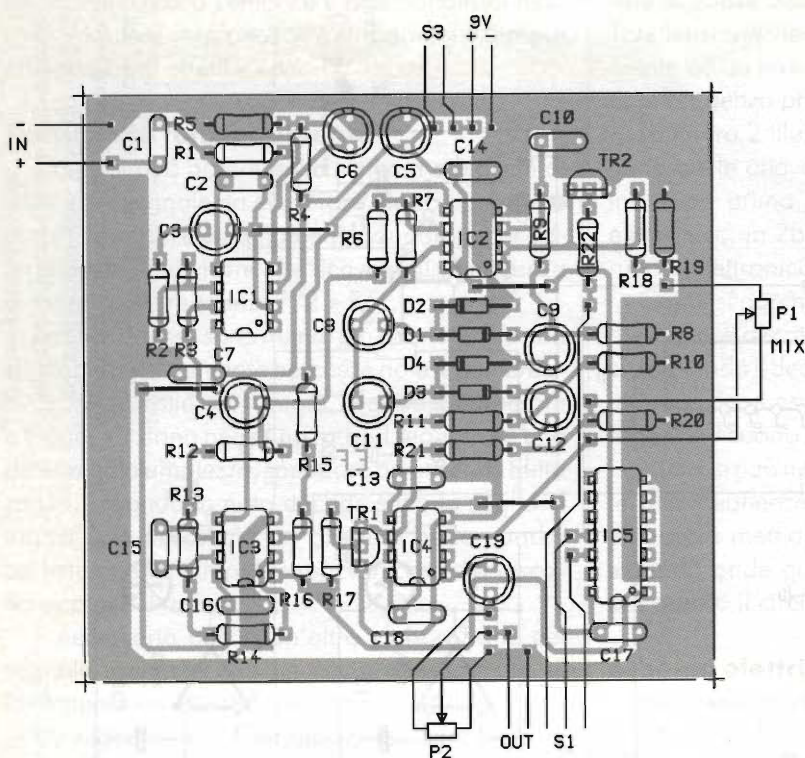 S3
9V
+
-
IN
+
C1
R5
R1
C2
R4
C6
C5
C14
C10
TR2
C3
R6
R7
IC2
R9
R22
R18
R19
IC1
R2
R3
C7
C8
D2
D1
D4
D3
C9
R8
R10
P1
MIX
C4
C11
R11
C12
R20
R12
R15
R21
C13
R13
C15
IC3
TR1
IC4
C19
IC5
C16
R16
R17
R14
C18
C17
P2
OUT
S1